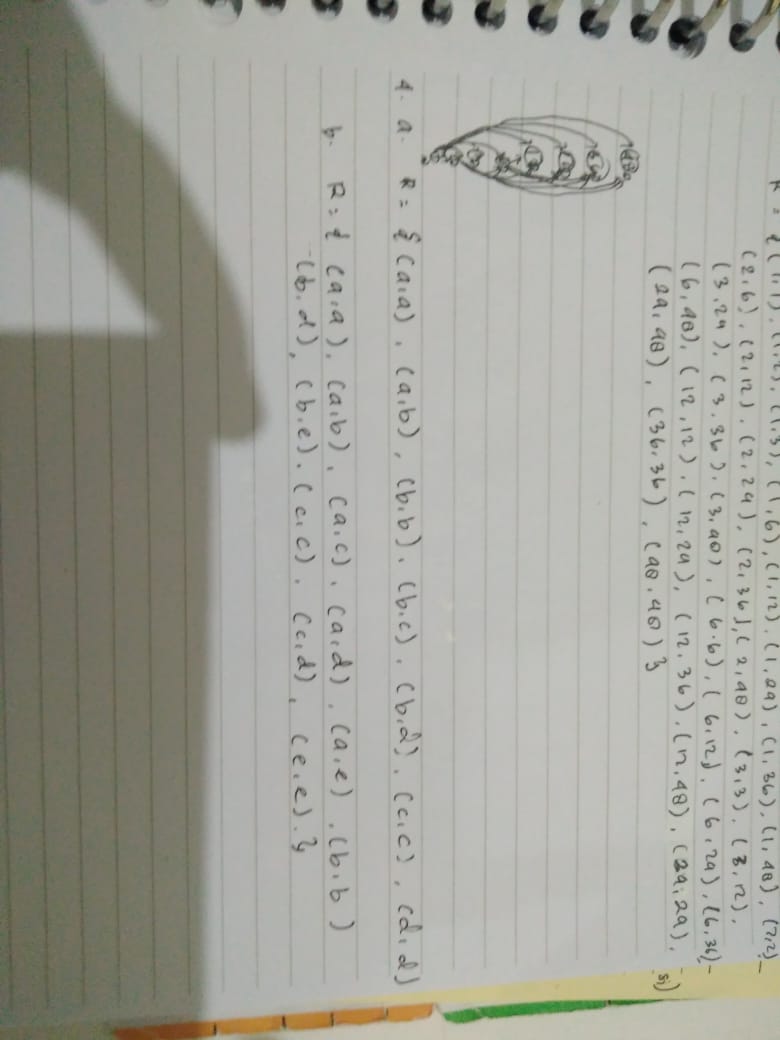 R = { (1,1), (1,2), (1,3), (1,6), (1,12), (1,24), (1,36), (1,48), (2,2)
(2,6), (2,12), (2,24), (2,36), (2,48), (3,3), (3,12),
(3,24), (3,36), (3,48), (6,6), (6,12), (6,24), (6,36)
(6,48), (12,12), (12,24), (12,36), (12,48), (24,24),
(24,48), (36,36), (48,48) }
4. a. R = { (a,a), (a,b), (b,b), (b,c), (b,d), (c,c), (d,d)
b. R = { (a,a), (a,b), (a,c), (a,d), (a,e), (b,b)
(b,d), (b,e), (c,c), (c,d), (e,e). }